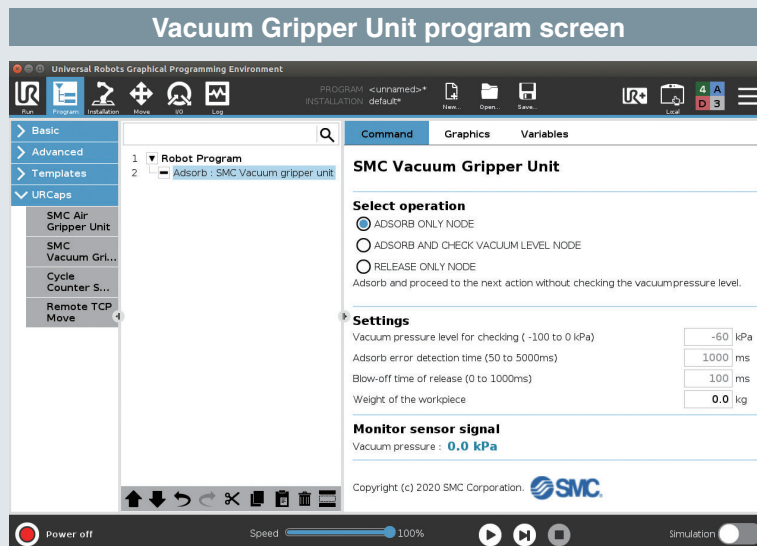 Vacuum Gripper Unit program screen
Universal Robots Graphical Programming Environment
UR
Run
Program
Installation
Move
I/O
Log
PROGRAM <unnamed>*
INSTALLATION default*
New...
Open...
Save...
UR+
Local
4 A
D 3
Basic
Advanced
Templates
URCaps
SMC Air
Gripper Unit
SMC
Vacuum Gri...
Cycle
Counter S...
Remote TCP
Move
1 Robot Program
2 Adsorb : SMC Vacuum gripper unit
Command Graphics Variables
SMC Vacuum Gripper Unit
Select operation
ADSORB ONLY NODE
ADSORB AND CHECK VACUUM LEVEL NODE
RELEASE ONLY NODE
Adsorb and proceed to the next action without checking the vacuumpressure level.
Settings
Vacuum pressure level for checking ( -100 to 0 kPa) -60 kPa
Adsorb error detection time (50 to 5000ms) 1000 ms
Blow-off time of release (0 to 1000ms) 100 ms
Weight of the workpiece 0.0 kg
Monitor sensor signal
Vacuum pressure : 0.0 kPa
Copyright (c) 2020 SMC Corporation. SMC.
Power off
Speed 100%
Simulation